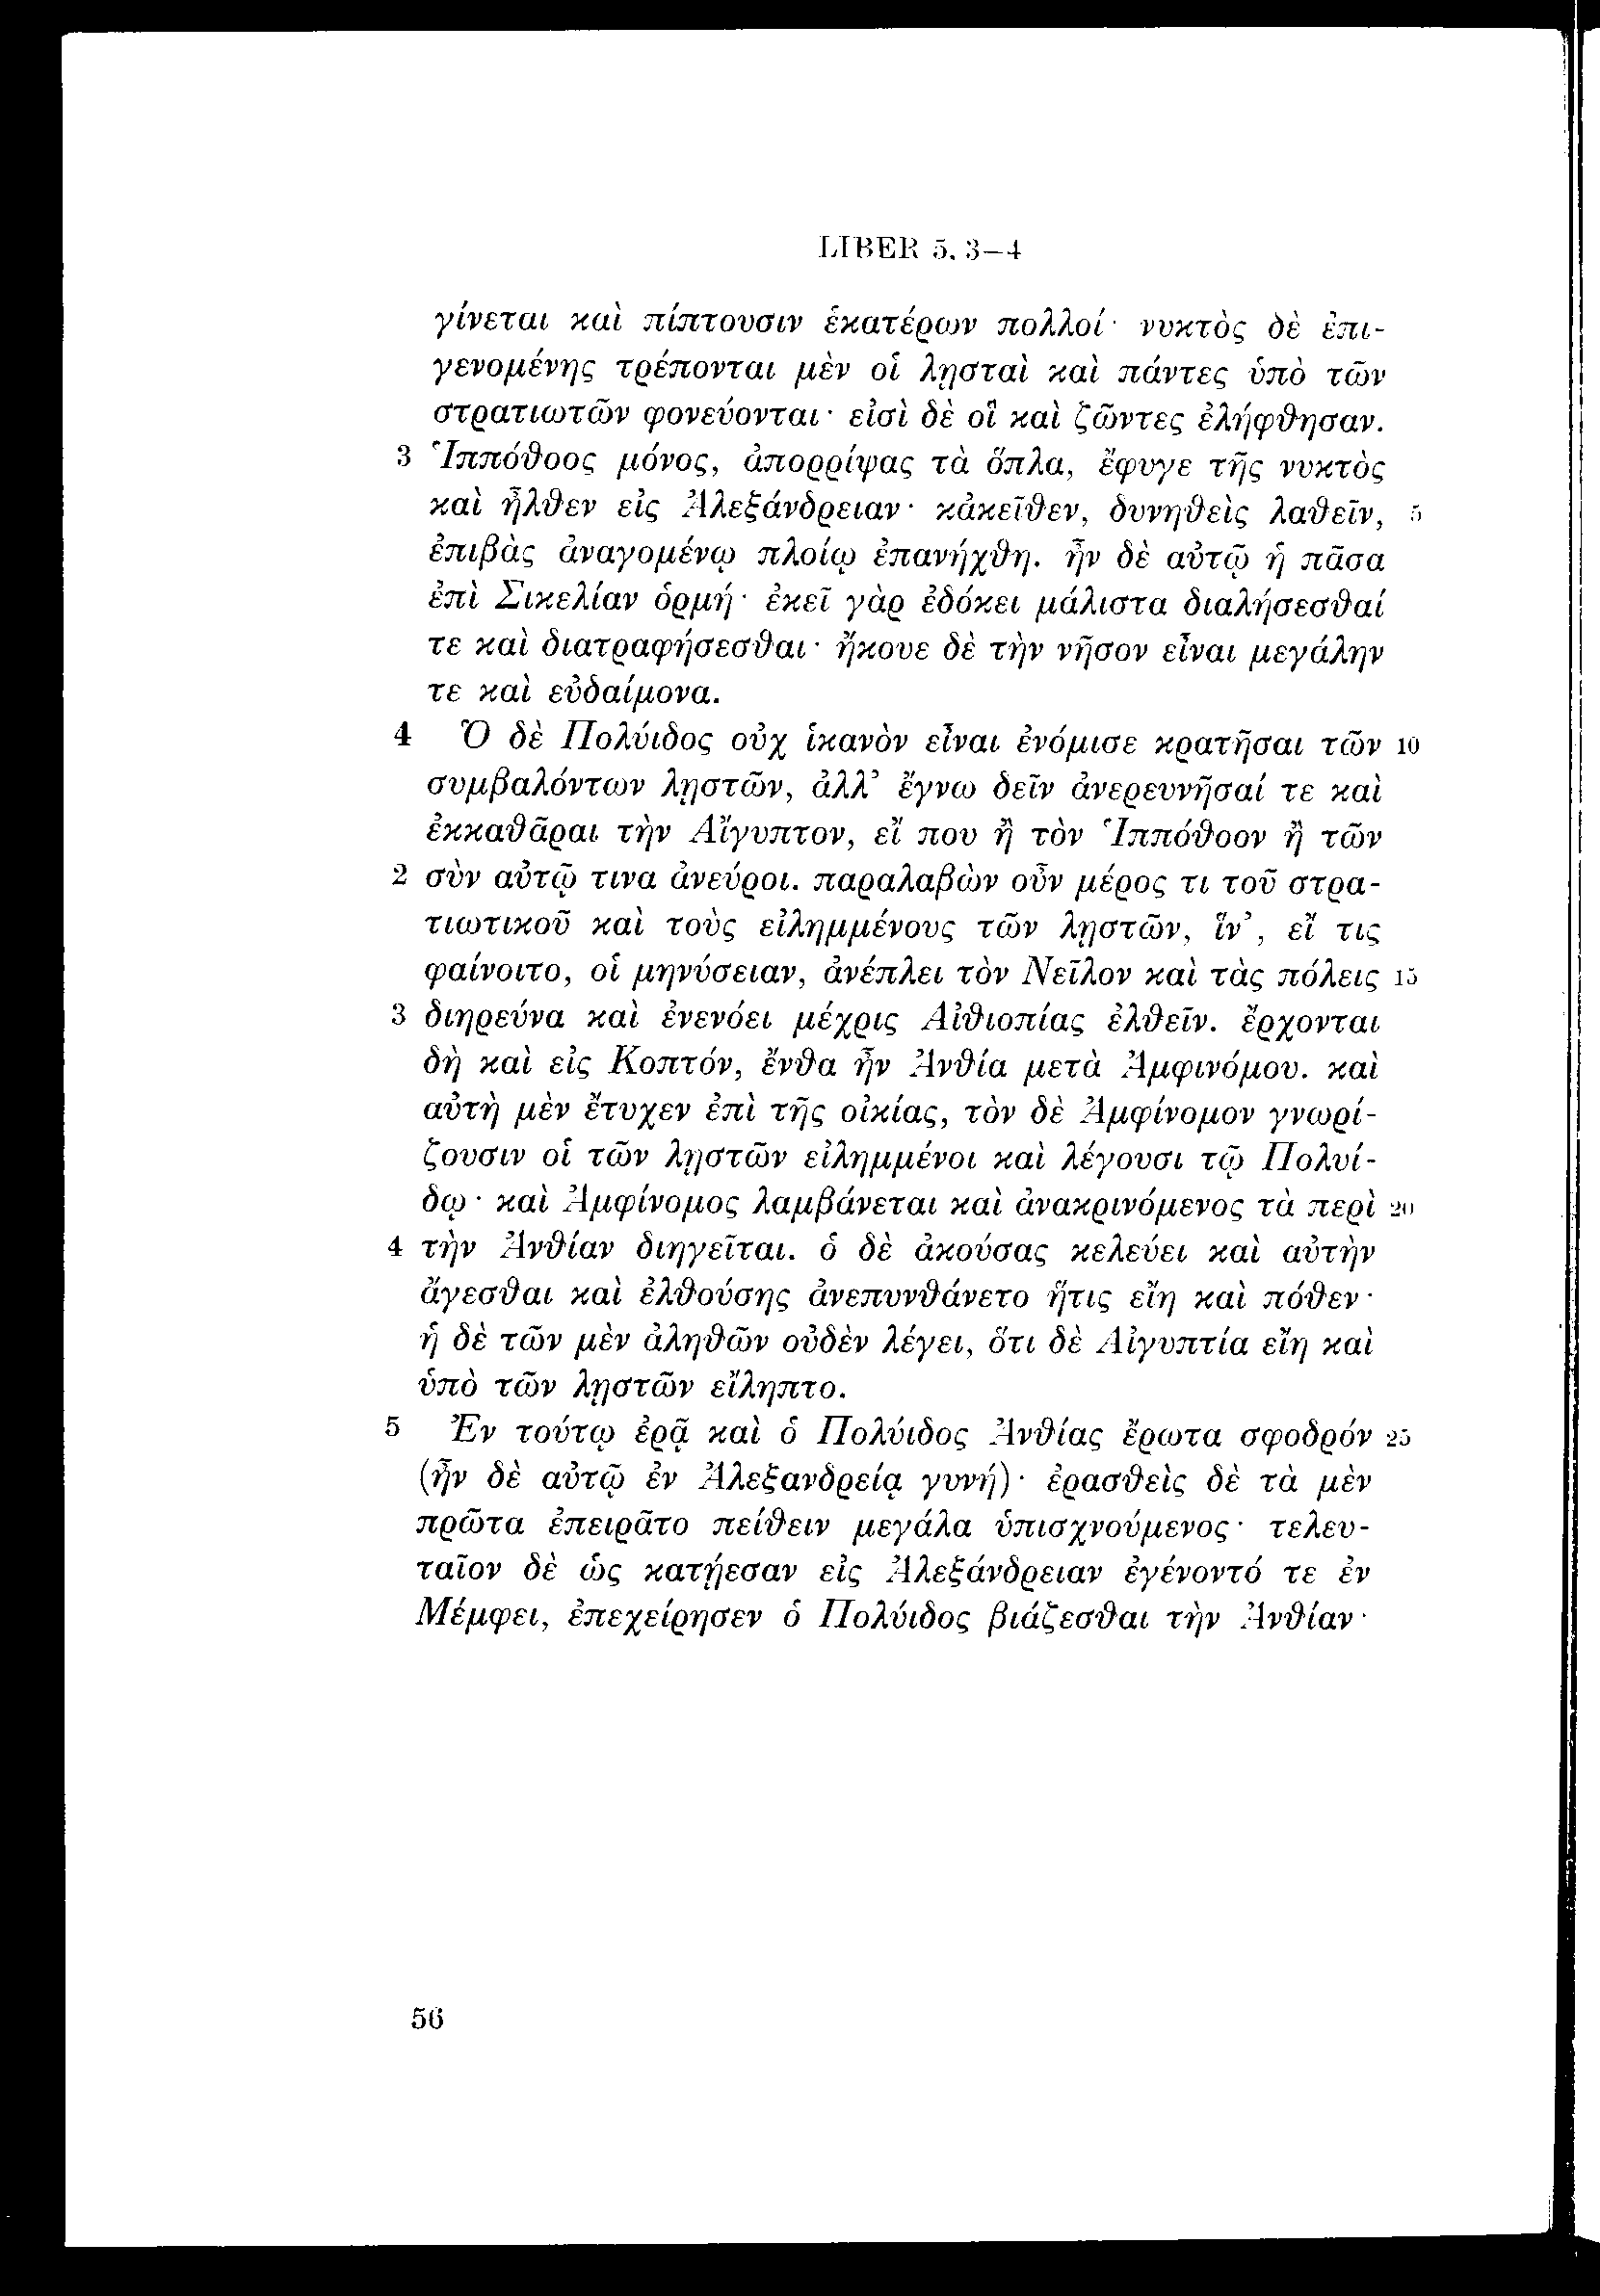 LIBER 5, 3–4
γίνεται καὶ πίπτουσιν ἑκατέρων πολλοί· νυκτὸς δὲ ἐπι-
γενομένης τρέπονται μὲν οἱ λῃσταὶ καὶ πάντες ὑπὸ τῶν
στρατιωτῶν φονεύονται· εἰσὶ δὲ οἳ καὶ ζῶντες ἐλήφθησαν.
3 Ἱππόθοος μόνος, ἀπορρίψας τὰ ὅπλα, ἔφυγε τῆς νυκτὸς
καὶ ἦλθεν εἰς Ἀλεξάνδρειαν· κἀκεῖθεν, δυνηθεὶς λαθεῖν, 5
ἐπιβὰς ἀναγομένῳ πλοίῳ ἐπανήχθη. ἦν δὲ αὐτῷ ἡ πᾶσα
ἐπὶ Σικελίαν ὁρμή· ἐκεῖ γὰρ ἐδόκει μάλιστα διαλήσεσθαί
τε καὶ διατραφήσεσθαι· ἤκουε δὲ τὴν νῆσον εἶναι μεγάλην
τε καὶ εὐδαίμονα.
4 Ὁ δὲ Πολύιδος οὐχ ἱκανὸν εἶναι ἐνόμισε κρατῆσαι τῶν 10
συμβαλόντων λῃστῶν, ἀλλ’ ἔγνω δεῖν ἀνερευνῆσαί τε καὶ
ἐκκαθᾶραι τὴν Αἴγυπτον, εἴ που ἢ τὸν Ἱππόθοον ἢ τῶν
2 σὺν αὐτῷ τινα ἀνεύροι. παραλαβὼν οὖν μέρος τι τοῦ στρα-
τιωτικοῦ καὶ τοὺς εἰλημμένους τῶν λῃστῶν, ἵν’, εἴ τις
φαίνοιτο, οἱ μηνύσειαν, ἀνέπλει τὸν Νεῖλον καὶ τὰς πόλεις 15
3 διηρεύνα καὶ ἐνενόει μέχρις Αἰθιοπίας ἐλθεῖν. ἔρχονται
δὴ καὶ εἰς Κοπτόν, ἔνθα ἦν Ἀνθία μετὰ Ἀμφινόμου. καὶ
αὐτὴ μὲν ἔτυχεν ἐπὶ τῆς οἰκίας, τὸν δὲ Ἀμφίνομον γνωρί-
ζουσιν οἱ τῶν λῃστῶν εἰλημμένοι καὶ λέγουσι τῷ Πολυί-
δῳ· καὶ Ἀμφίνομος λαμβάνεται καὶ ἀνακρινόμενος τὰ περὶ 20
4 τὴν Ἀνθίαν διηγεῖται. ὁ δὲ ἀκούσας κελεύει καὶ αὐτὴν
ἄγεσθαι καὶ ἐλθούσης ἀνεπυνθάνετο ἥτις εἴη καὶ πόθεν·
ἡ δὲ τῶν μὲν ἀληθῶν οὐδὲν λέγει, ὅτι δὲ Αἰγυπτία εἴη καὶ
ὑπὸ τῶν λῃστῶν εἴληπτο.
5 Ἐν τούτῳ ἐρᾷ καὶ ὁ Πολύιδος Ἀνθίας ἔρωτα σφοδρόν 25
(ἦν δὲ αὐτῷ ἐν Ἀλεξανδρείᾳ γυνή)· ἐρασθεὶς δὲ τὰ μὲν
πρῶτα ἐπειρᾶτο πείθειν μεγάλα ὑπισχνούμενος· τελευ-
ταῖον δὲ ὡς κατῄεσαν εἰς Ἀλεξάνδρειαν ἐγένοντό τε ἐν
Μέμφει, ἐπεχείρησεν ὁ Πολύιδος βιάζεσθαι τὴν Ἀνθίαν·
56